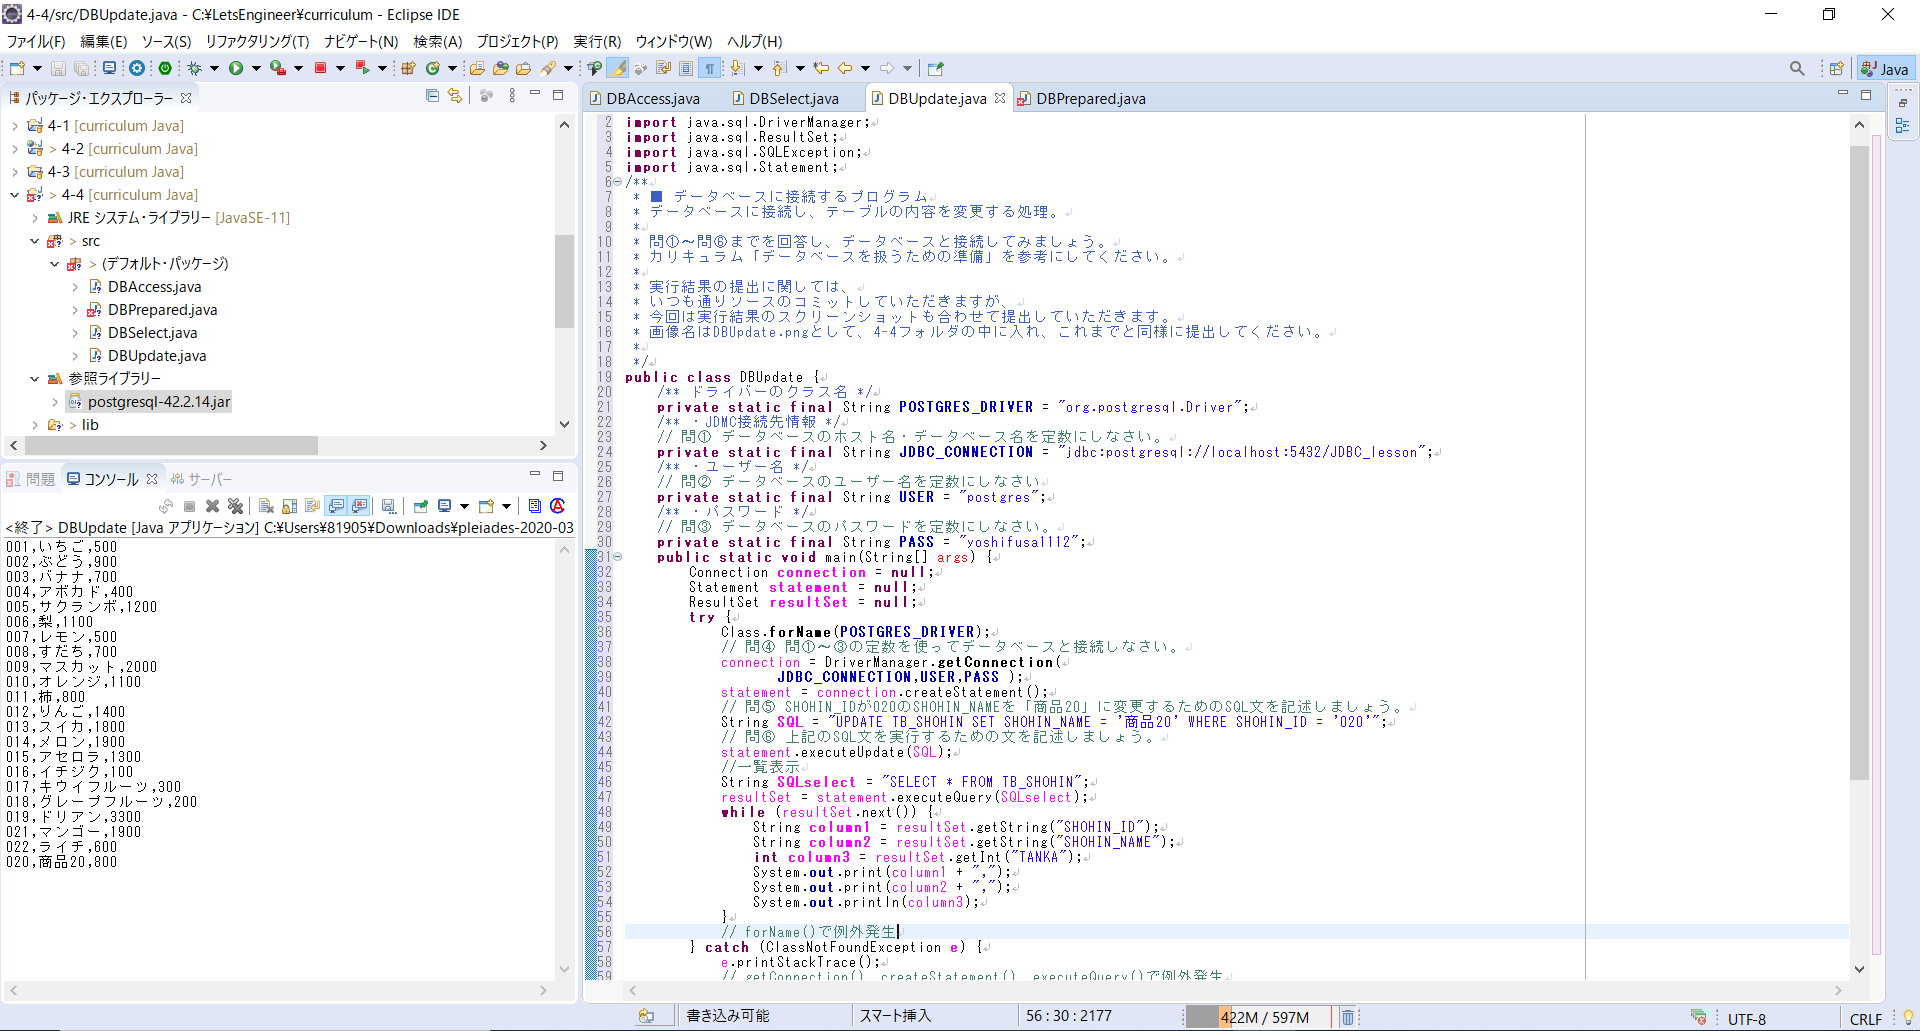 4-4/src/DBUpdate.java - C:¥LetsEngineer¥curriculum - Eclipse IDE
ファイル(F) 編集(E) ソース(S) リファクタリング(T) ナビゲート(N) 検索(A) プロジェクト(P) 実行(R) ウィンドウ(W) ヘルプ(H)
Java
パッケージ・エクスプローラー
4-1 [curriculum Java]
> 4-2 [curriculum Java]
4-3 [curriculum Java]
> 4-4 [curriculum Java]
JRE システム・ライブラリー [JavaSE-11]
> src
> (デフォルト・パッケージ)
DBAccess.java
DBPrepared.java
DBSelect.java
DBUpdate.java
参照ライブラリー
postgresql-42.2.14.jar
> lib
問題 コンソール サーバー
<終了> DBUpdate [Java アプリケーション] C:¥Users¥81905¥Downloads¥pleiades-2020-03
001,いちご,500
002,ぶどう,900
003,バナナ,700
004,アボカド,400
005,サクランボ,1200
006,梨,1100
007,レモン,500
008,すだち,700
009,マスカット,2000
010,オレンジ,1100
011,柿,800
012,りんご,1400
013,スイカ,1800
014,メロン,1900
015,アセロラ,1300
016,イチジク,100
017,キウイフルーツ,300
018,グレープフルーツ,200
019,ドリアン,3300
021,マンゴー,1900
022,ライチ,600
020,商品20,800
DBAccess.java DBSelect.java DBUpdate.java DBPrepared.java
2 import java.sql.DriverManager;
3 import java.sql.ResultSet;
4 import java.sql.SQLException;
5 import java.sql.Statement;
6 /**
7 * ■ データベースに接続するプログラム
8 * データベースに接続し、テーブルの内容を変更する処理。
9 *
10 * 問①～問⑥までを回答し、データベースと接続してみましょう。
11 * カリキュラム「データベースを扱うための準備」を参考にしてください。
12 *
13 * 実行結果の提出に関しては、
14 * いつも通りソースのコミットしていただきますが、
15 * 今回は実行結果のスクリーンショットも合わせて提出していただきます。
16 * 画像名はDBUpdate.pngとして、4-4フォルダの中に入れ、これまでと同様に提出してください。
17 *
18 */
19 public class DBUpdate {
20 /** ドライバーのクラス名 */
21 private static final String POSTGRES_DRIVER = "org.postgresql.Driver";
22 /** ・JDMC接続先情報 */
23 // 問① データベースのホスト名・データベース名を定数にしなさい。
24 private static final String JDBC_CONNECTION = "jdbc:postgresql://localhost:5432/JDBC_lesson";
25 /** ・ユーザー名 */
26 // 問② データベースのユーザー名を定数にしなさい
27 private static final String USER = "postgres";
28 /** ・パスワード */
29 // 問③ データベースのパスワードを定数にしなさい。
30 private static final String PASS = "yoshifusa1112";
31 public static void main(String[] args) {
32 Connection connection = null;
33 Statement statement = null;
34 ResultSet resultSet = null;
35 try {
36 Class.forName(POSTGRES_DRIVER);
37 // 問④ 問①～③の定数を使ってデータベースと接続しなさい。
38 connection = DriverManager.getConnection(
39 JDBC_CONNECTION,USER,PASS );
40 statement = connection.createStatement();
41 // 問⑤ SHOHIN_IDが020のSHOHIN_NAMEを「商品20」に変更するためのSQL文を記述しましょう。
42 String SQL = "UPDATE TB_SHOHIN SET SHOHIN_NAME = '商品20' WHERE SHOHIN_ID = '020'";
43 // 問⑥ 上記のSQL文を実行するための文を記述しましょう。
44 statement.executeUpdate(SQL);
45 //一覧表示
46 String SQLselect = "SELECT * FROM TB_SHOHIN";
47 resultSet = statement.executeQuery(SQLselect);
48 while (resultSet.next()) {
49 String column1 = resultSet.getString("SHOHIN_ID");
50 String column2 = resultSet.getString("SHOHIN_NAME");
51 int column3 = resultSet.getInt("TANKA");
52 System.out.print(column1 + ",");
53 System.out.print(column2 + ",");
54 System.out.println(column3);
55 }
56 // forName()で例外発生
57 } catch (ClassNotFoundException e) {
58 e.printStackTrace();
59 // getConnection()、createStatement()、executeQuery()で例外発生
書き込み可能 スマート挿入 56 : 30 : 2177 422M / 597M UTF-8 CRLF